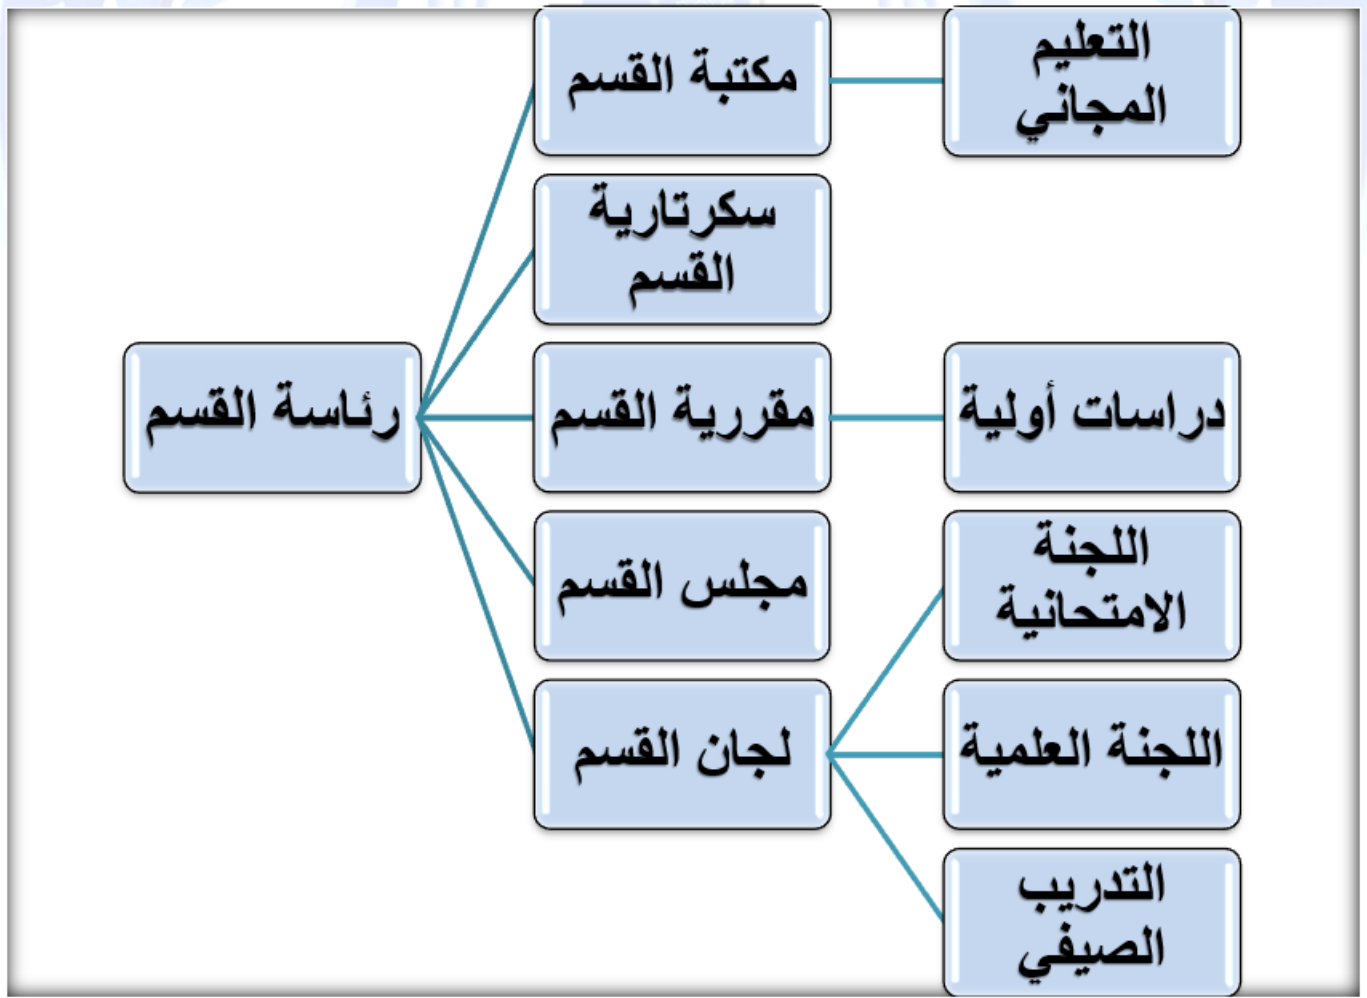 رئاسة القسم
مكتبة القسم
التعليم
المجاني
سكرتارية
القسم
مقررية القسم
دراسات أولية
مجلس القسم
لجان القسم
اللجنة
الامتحانية
اللجنة العلمية
التدريب
الصيفي